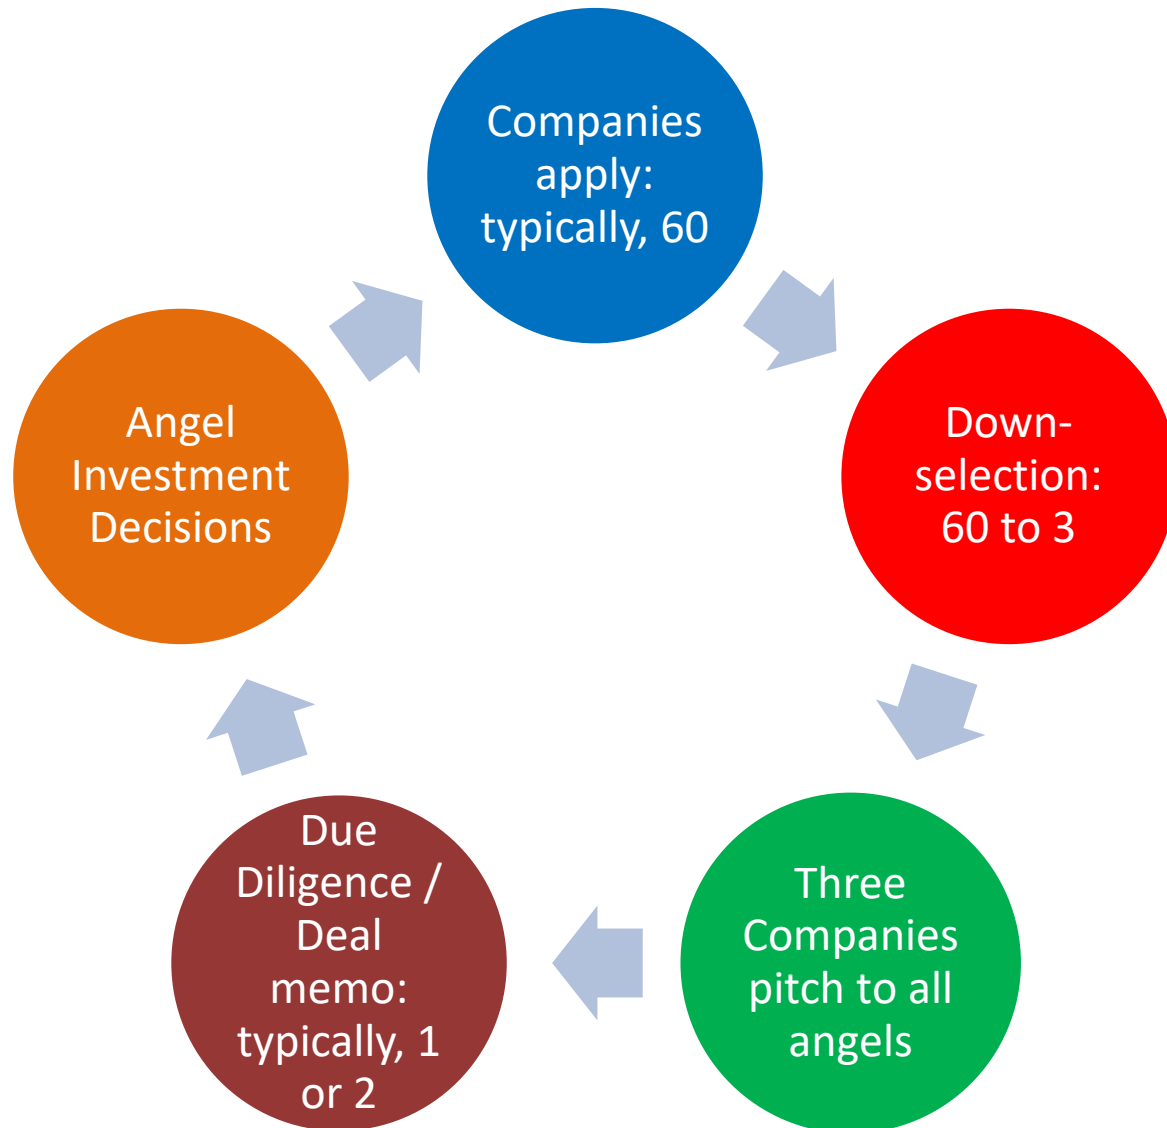 Companies
apply:
typically, 60
Down-
selection:
60 to 3
Three
Companies
pitch to all
angels
Due
Diligence /
Deal
memo:
typically, 1
or 2
Angel
Investment
Decisions